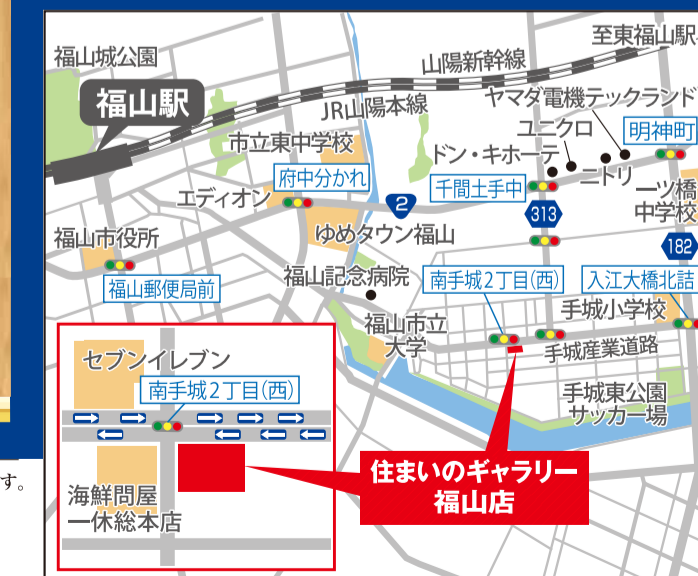 至東福山駅
福山城公園
山陽新幹線
福山駅
ヤマダ電機テックランド
JR山陽本線
ユニクロ
明神町
市立東中学校
ドン・キホーテ
ニトリ
府中分かれ
千間土手中
エディオン
一ツ橋
中学校
2
313
ゆめタウン福山
福山市役所
182
福山記念病院
南手城2丁目(西)
入江大橋北詰
福山郵便局前
手城小学校
福山市立
大学
手城産業道路
セブンイレブン
南手城2丁目(西)
手城東公園
サッカー場
住まいのギャラリー
福山店
海鮮問屋
一休総本店
す。